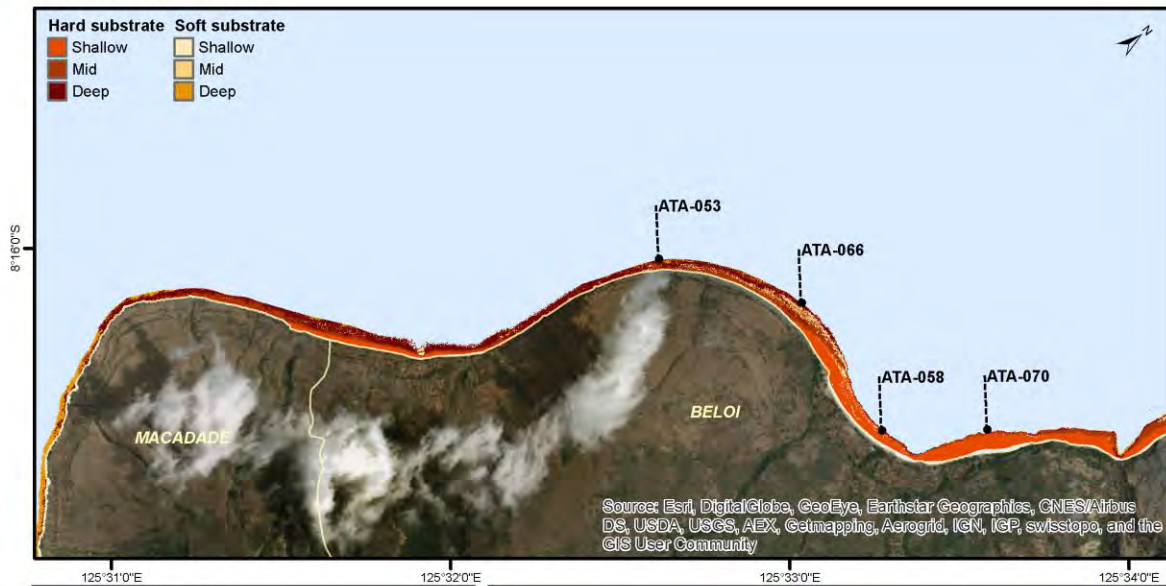 Hard substrate Soft substrate
Shallow Shallow
Mid Mid
Deep Deep
N
ATA-053
8°16'0"S
ATA-066
ATA-058
ATA-070
BELOI
MACADADE
Source: Esri, DigitalGlobe, GeoEye, Earthstar Geographics, CNES/Airbus
DS, USDA, USGS, AEX, Getmapping, Aerogrid, IGN, IGP, swisstopo, and the
GIS User Community
125°31'0"E 125°32'0"E 125°33'0"E 125°34'0"E